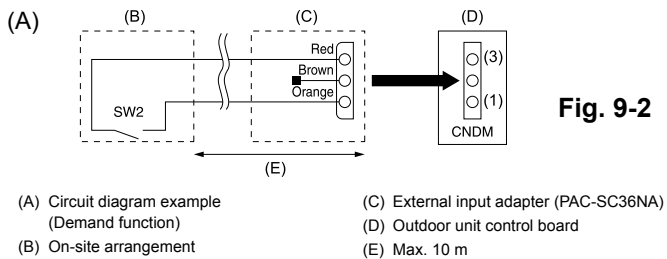 (A)
(B)
(C)
(D)
Red
Brown
Orange
SW2
(3)
(1)
CNDM
(E)
Fig. 9-2
(A) Circuit diagram example
(Demand function)
(B) On-site arrangement
(C) External input adapter (PAC-SC36NA)
(D) Outdoor unit control board
(E) Max. 10 m